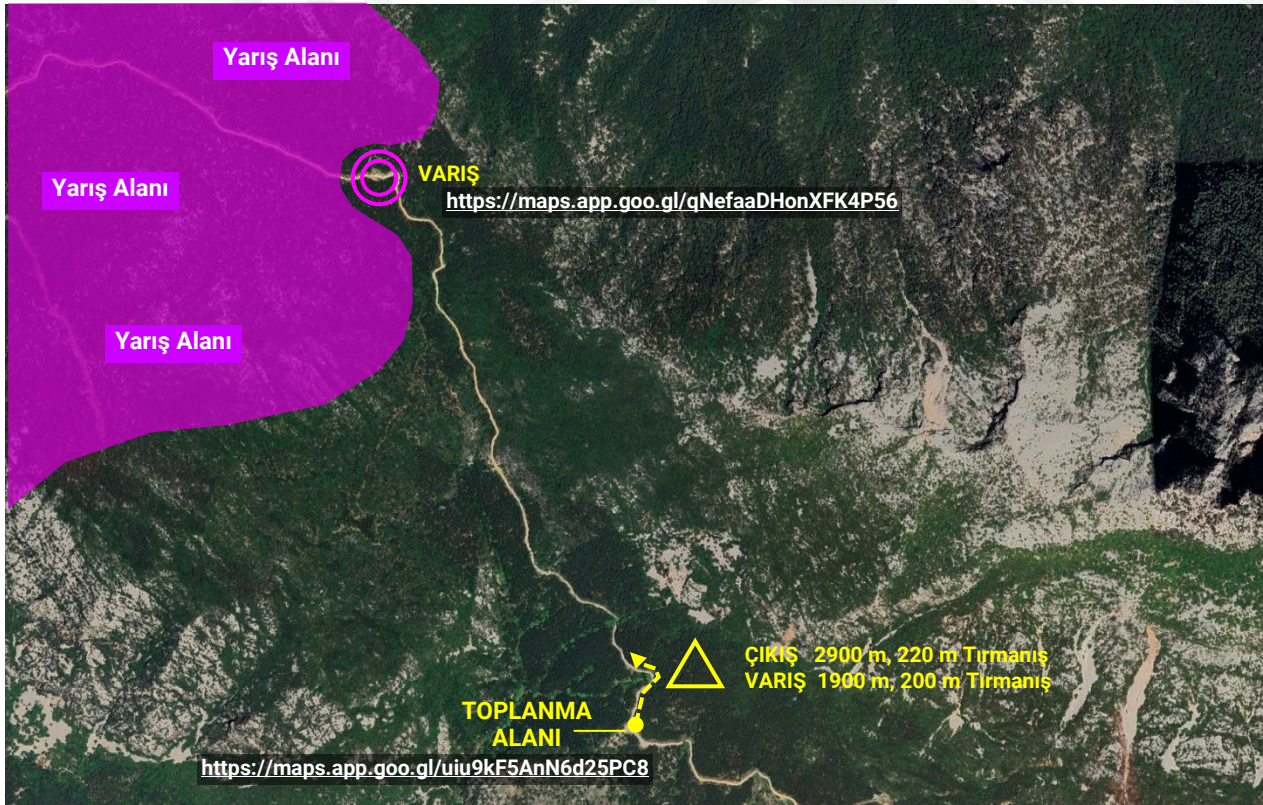 Yarış Alanı
VARIŞ
Yarış Alanı
https://maps.app.goo.gl/qNefaaDHonXFK4P56
Yarış Alanı
ÇIKIŞ 2900 m, 220 m Tırmanış
VARIŞ 1900 m, 200 m Tırmanış
TOPLANMA
ALANI
https://maps.app.goo.gl/uiu9kF5AnN6d25PC8